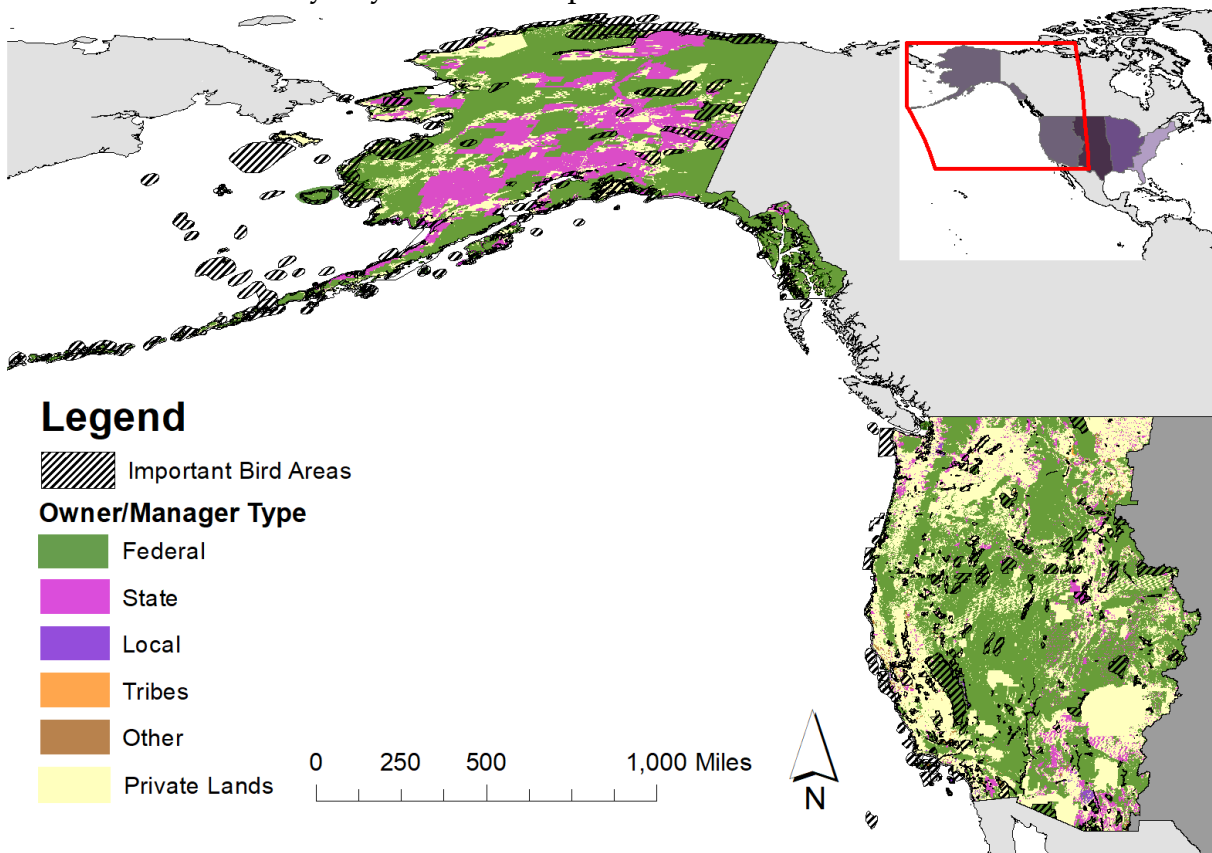 Legend
Important Bird Areas
Owner/Manager Type
Federal
State
Local
Tribes
Other
Private Lands
0 250 500 1,000 Miles
N